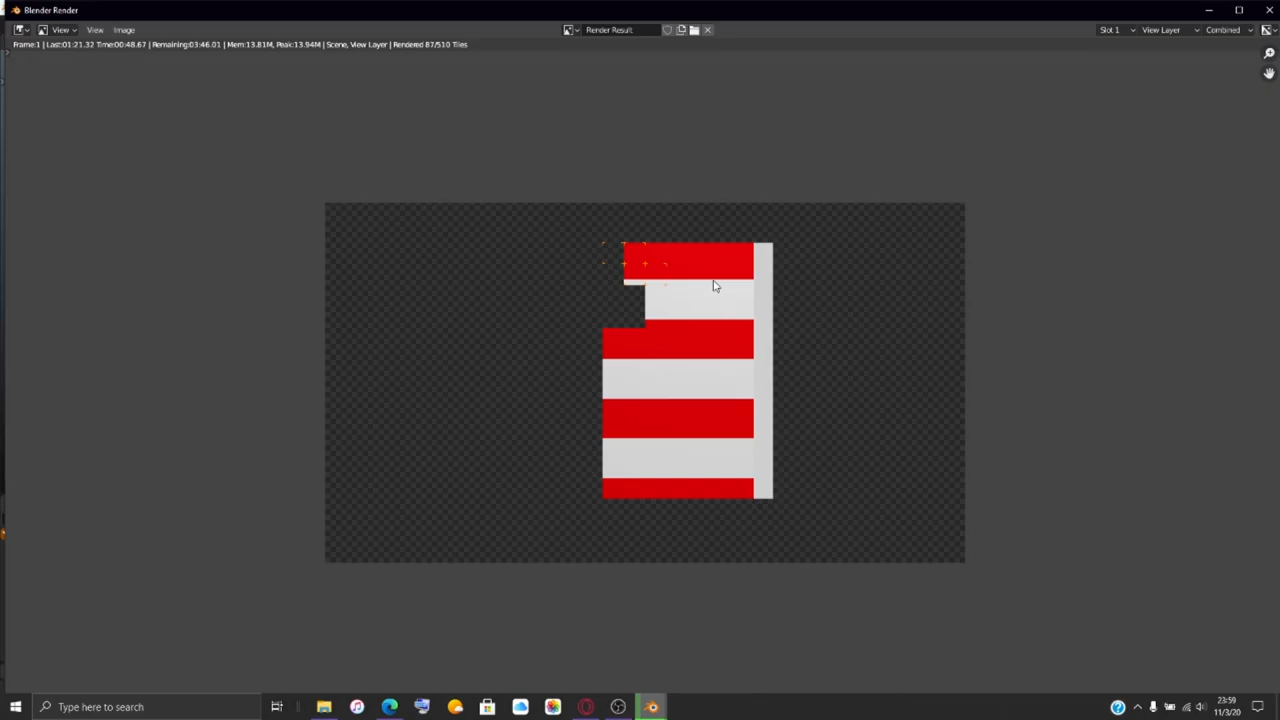 Blender Render
View View Image Render Result Slot 1 View Layer Combined
Frame:1 | Last:01:21.32 Time:00:48.67 | Remaining:03:46.01 | Mem:13.81M, Peak:13.94M | Scene, View Layer | Rendered 87/510 Tiles
Type here to search
23:59
11/3/20